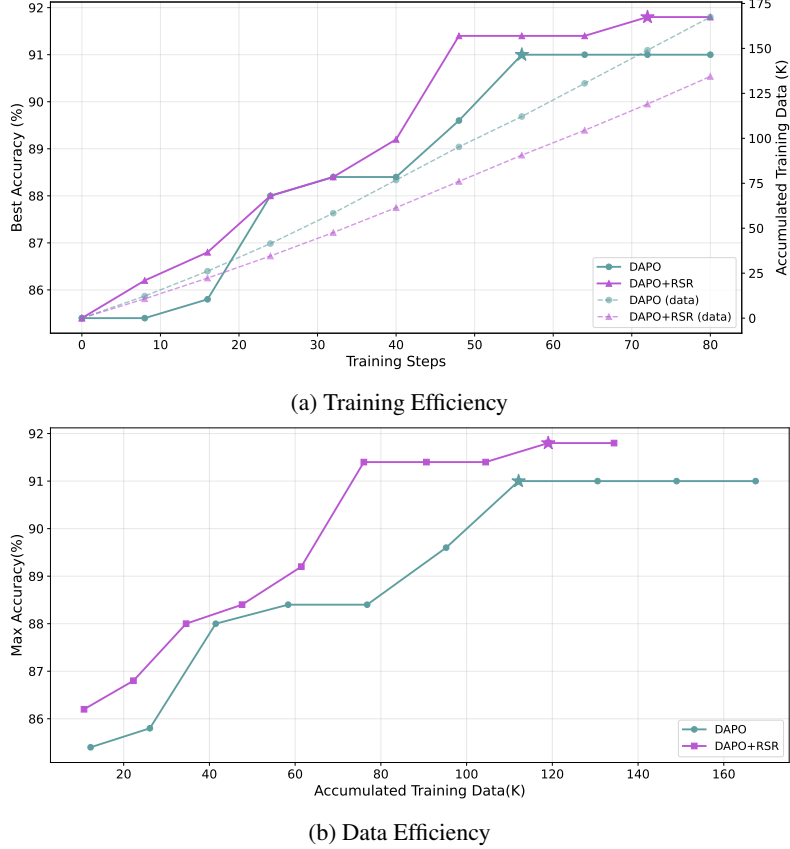 92
91
90
89
88
87
86
Best Accuracy (%)
175
150
125
100
75
50
25
0
Accumulated Training Data (K)
DAPO
DAPO+RSR
DAPO (data)
DAPO+RSR (data)
0 10 20 30 40 50 60 70 80
Training Steps
(a) Training Efficiency
92
91
90
89
88
87
86
Max Accuracy(%)
DAPO
DAPO+RSR
20 40 60 80 100 120 140 160
Accumulated Training Data(K)
(b) Data Efficiency